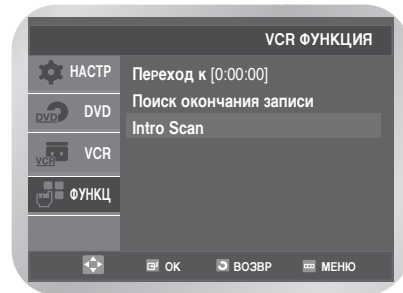 VCR ФУНКЦИЯ
НАСТР
Переход к [0:00:00]
Поиск окончания записи
DVD DVD
Intro Scan
VCR VCR
ФУНКЦ
ОК ВОЗВР МЕНЮ